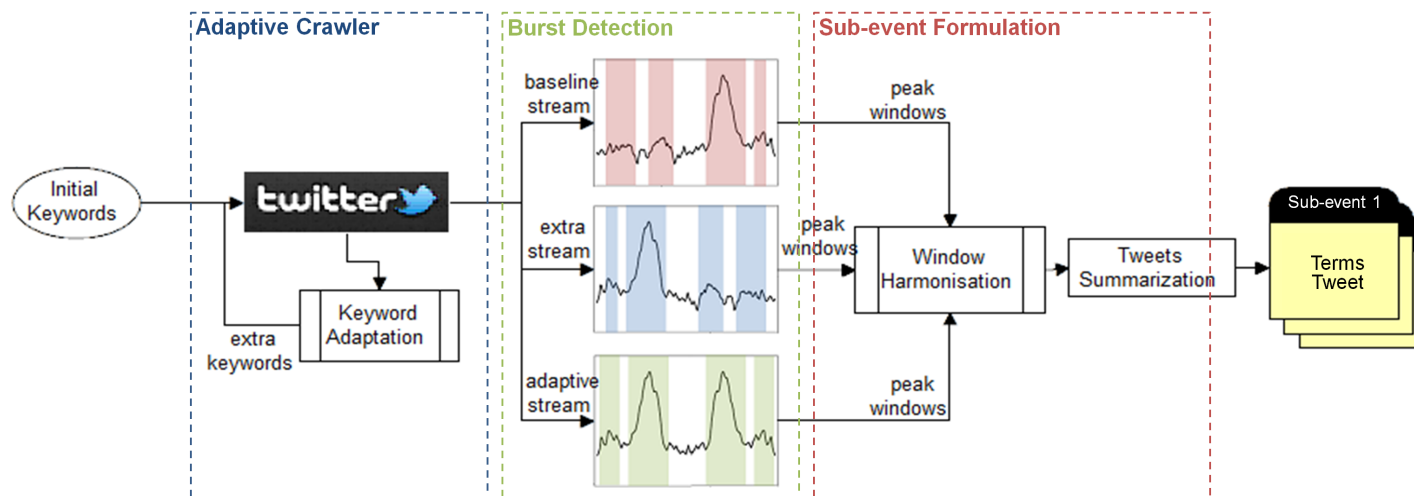 Adaptive Crawler
Burst Detection
Sub-event Formulation
Initial
Keywords
twitter
Keyword
Adaptation
extra
keywords
baseline
stream
extra
stream
adaptive
stream
peak
windows
peak
windows
peak
windows
Window
Harmonisation
Tweets
Summarization
Sub-event 1
Terms
Tweet